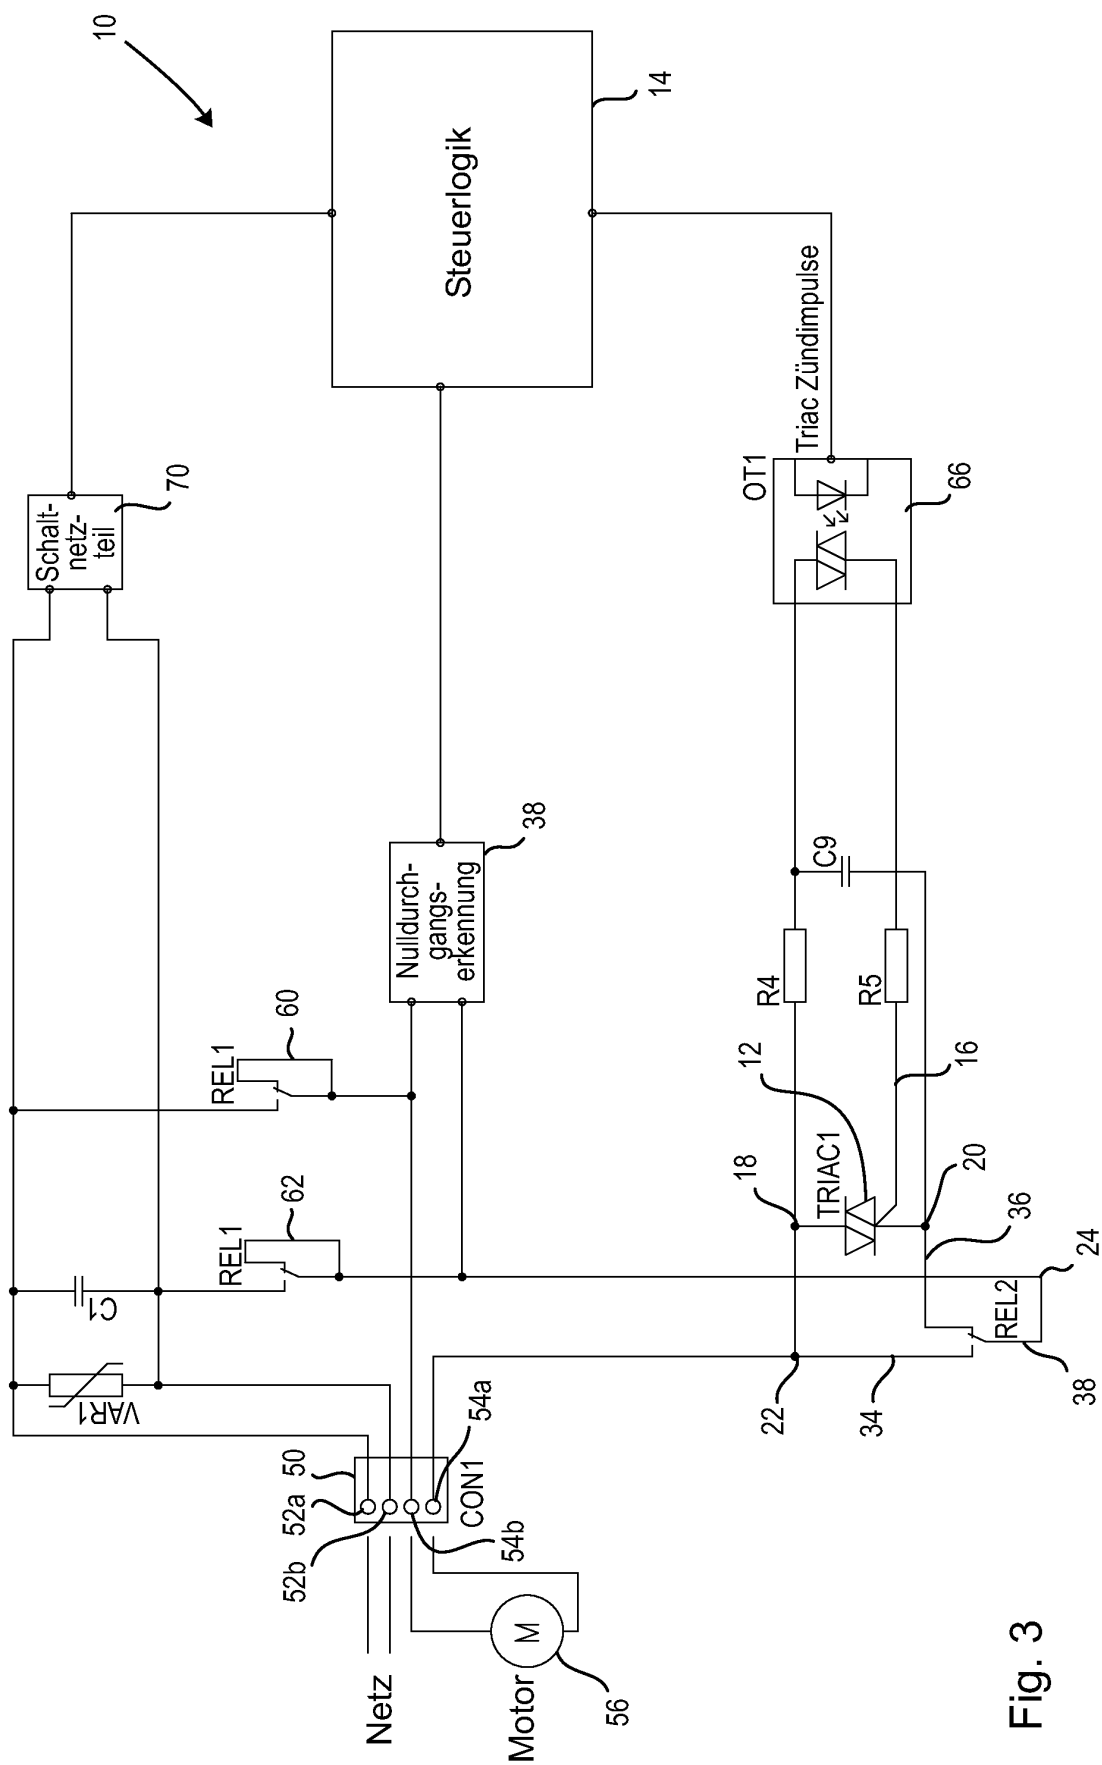 10
Steuerlogik
14
Schalt-
netz-
teil
70
Triac Zündimpulse
OT1
66
Nulldurch-
gangs-
erkennung
38
C9
R4
R5
REL1
60
REL1
62
C1
VAR1
12
16
18
TRIAC1
20
36
24
REL2
38
22
34
50
52a
52b
54a
54b
CON1
Netz
Motor
M
56
Fig. 3